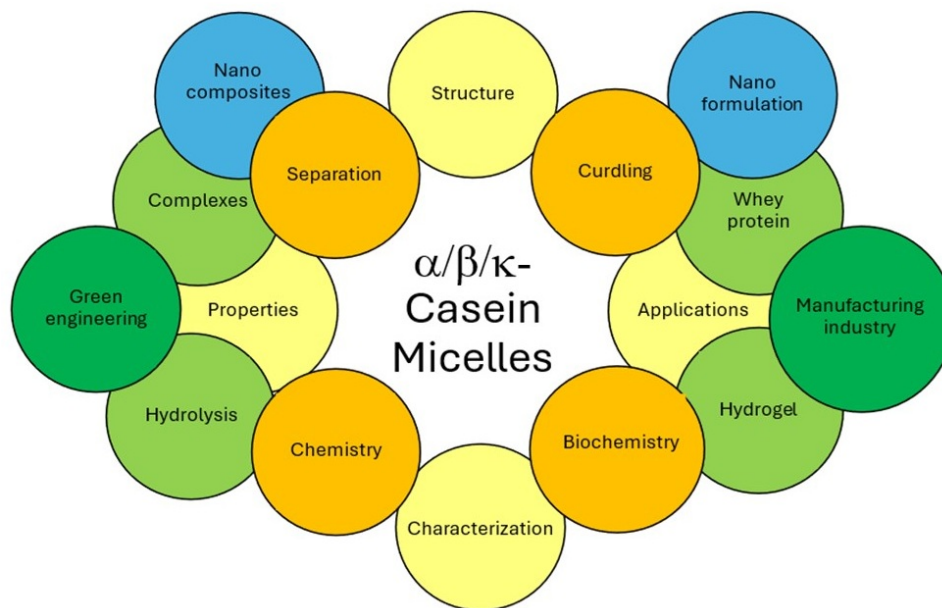 Nano
composites
Structure
Nano
formulation
Separation
Curdling
Complexes
Whey
protein
α/β/κ-
Casein
Micelles
Green
engineering
Properties
Applications
Manufacturing
industry
Hydrolysis
Hydrogel
Chemistry
Biochemistry
Characterization